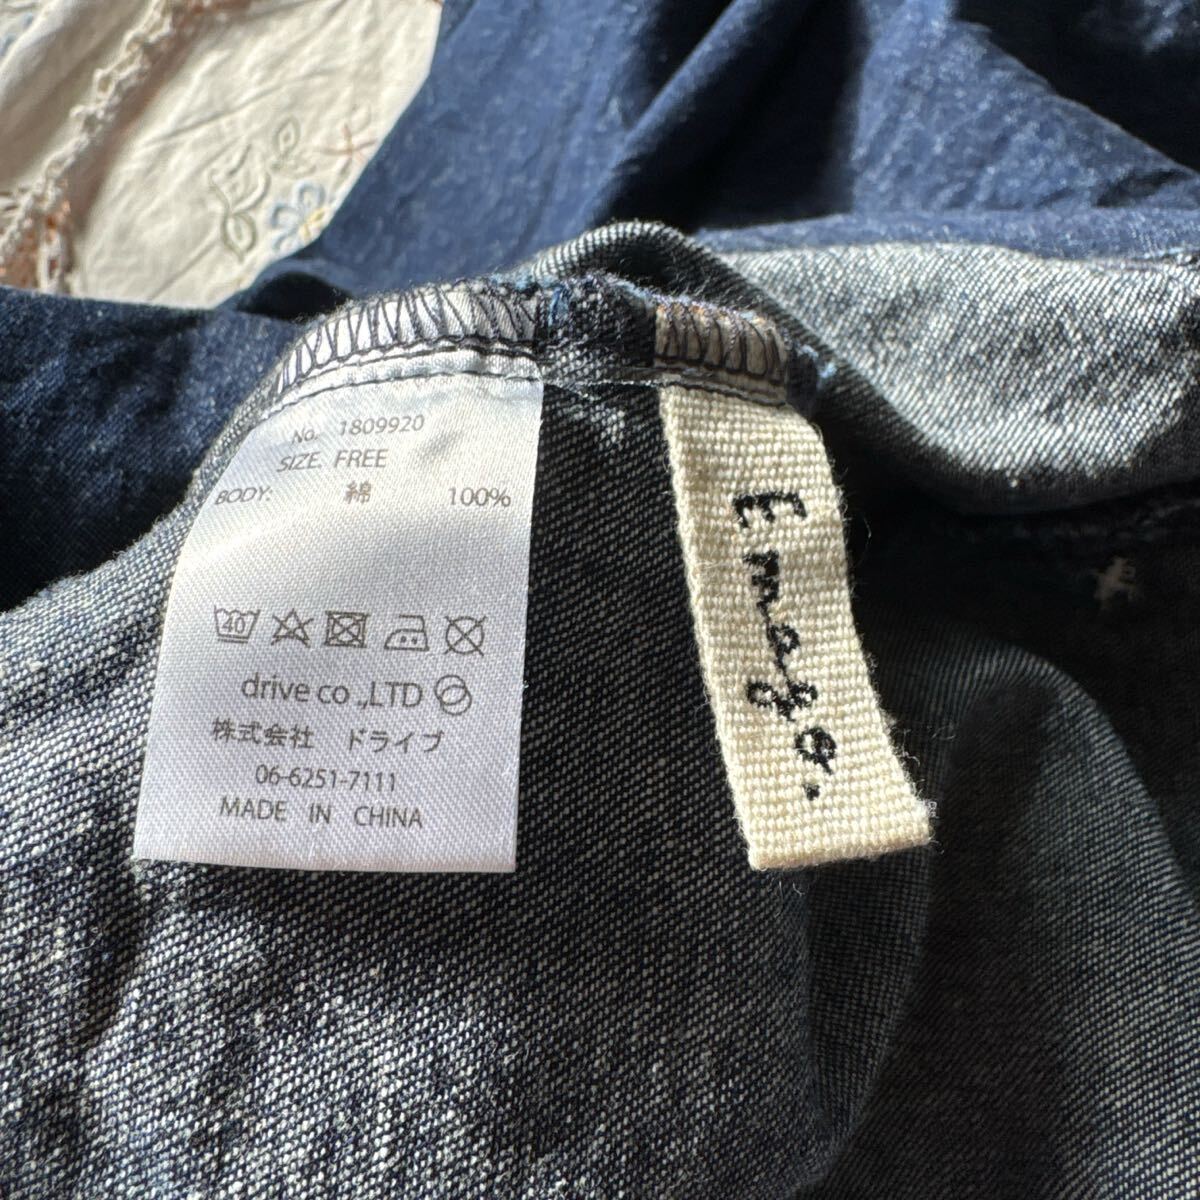 No. 1809920
SIZE. FREE
BODY: 綿 100%
40
drive co.,LTD
株式会社 ドライブ
06-6251-7111
MADE IN CHINA
Emago.